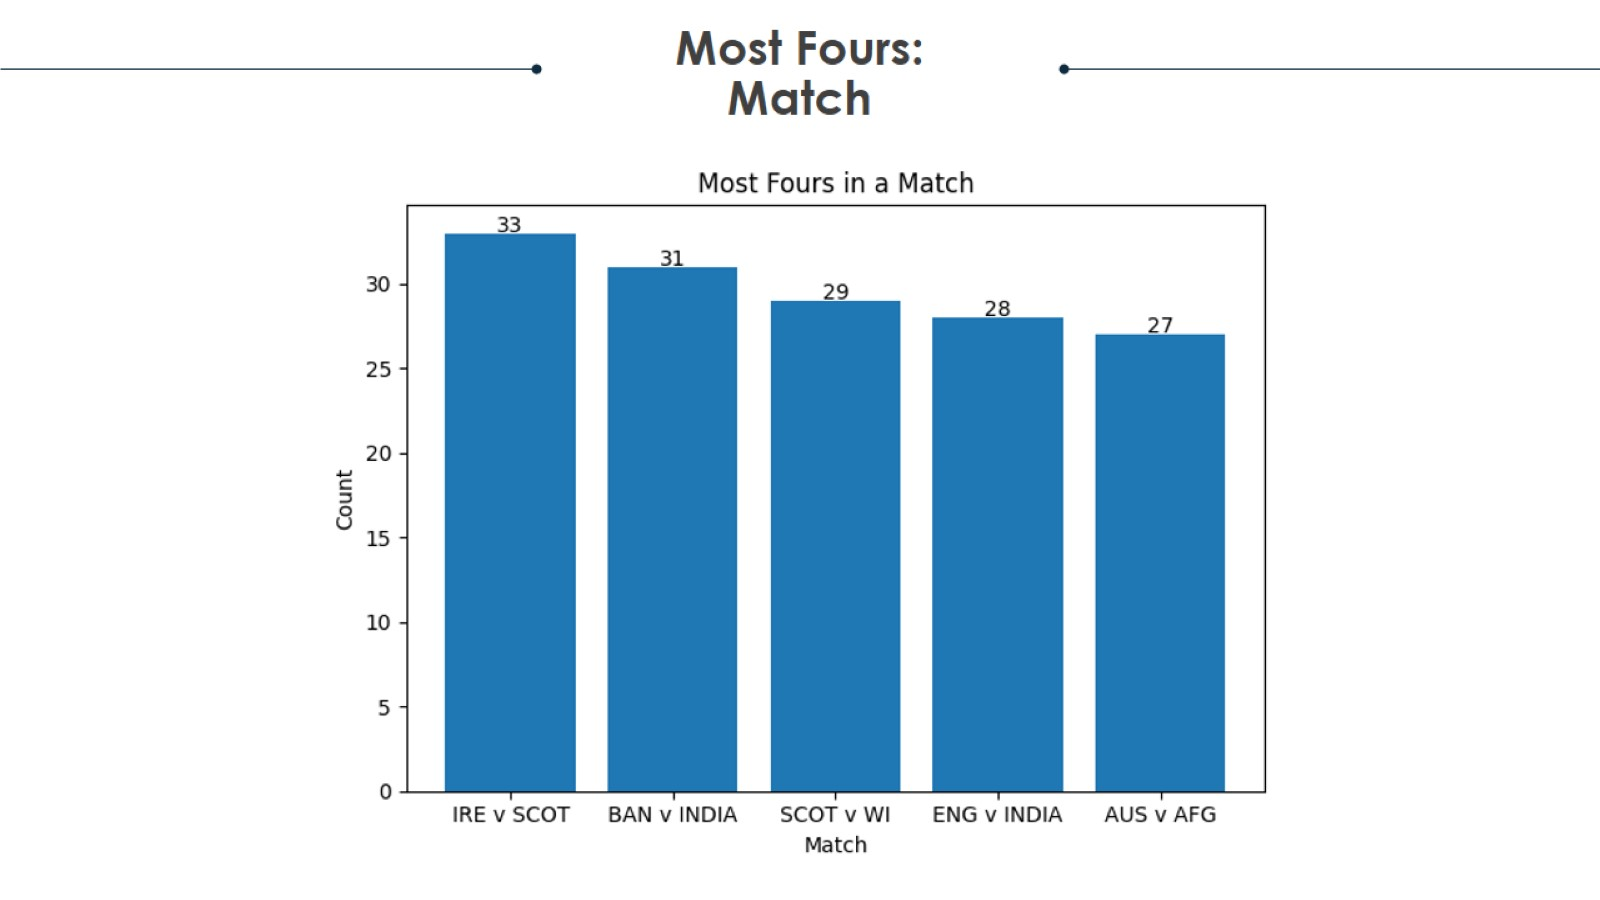 Most Fours:
Match
Most Fours in a Match
33
31
29
28
27
30
25
20
15
10
5
0
Count
IRE v SCOT
BAN v INDIA
SCOT v WI
ENG v INDIA
AUS v AFG
Match